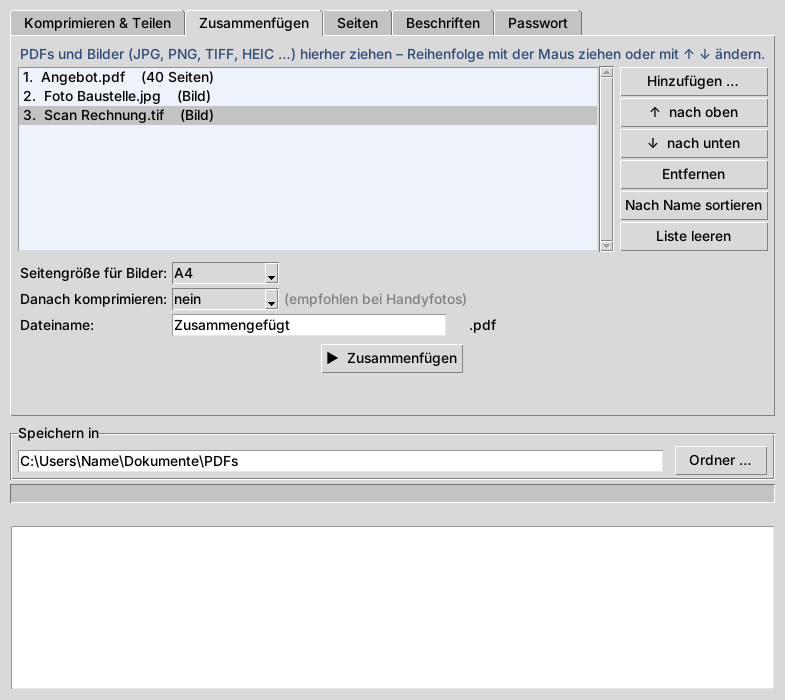 Komprimieren & Teilen
Zusammenfügen
Seiten
Beschriften
Passwort
PDFs und Bilder (JPG, PNG, TIFF, HEIC ...) hierher ziehen – Reihenfolge mit der Maus ziehen oder mit ↑ ↓ ändern.
1. Angebot.pdf (40 Seiten)
2. Foto Baustelle.jpg (Bild)
3. Scan Rechnung.tif (Bild)
Hinzufügen ...
↑ nach oben
↓ nach unten
Entfernen
Nach Name sortieren
Liste leeren
Seitengröße für Bilder: A4
Danach komprimieren: nein (empfohlen bei Handyfotos)
Dateiname: Zusammengefügt .pdf
▶ Zusammenfügen
Speichern in
C:\Users\Name\Dokumente\PDFs
Ordner ...